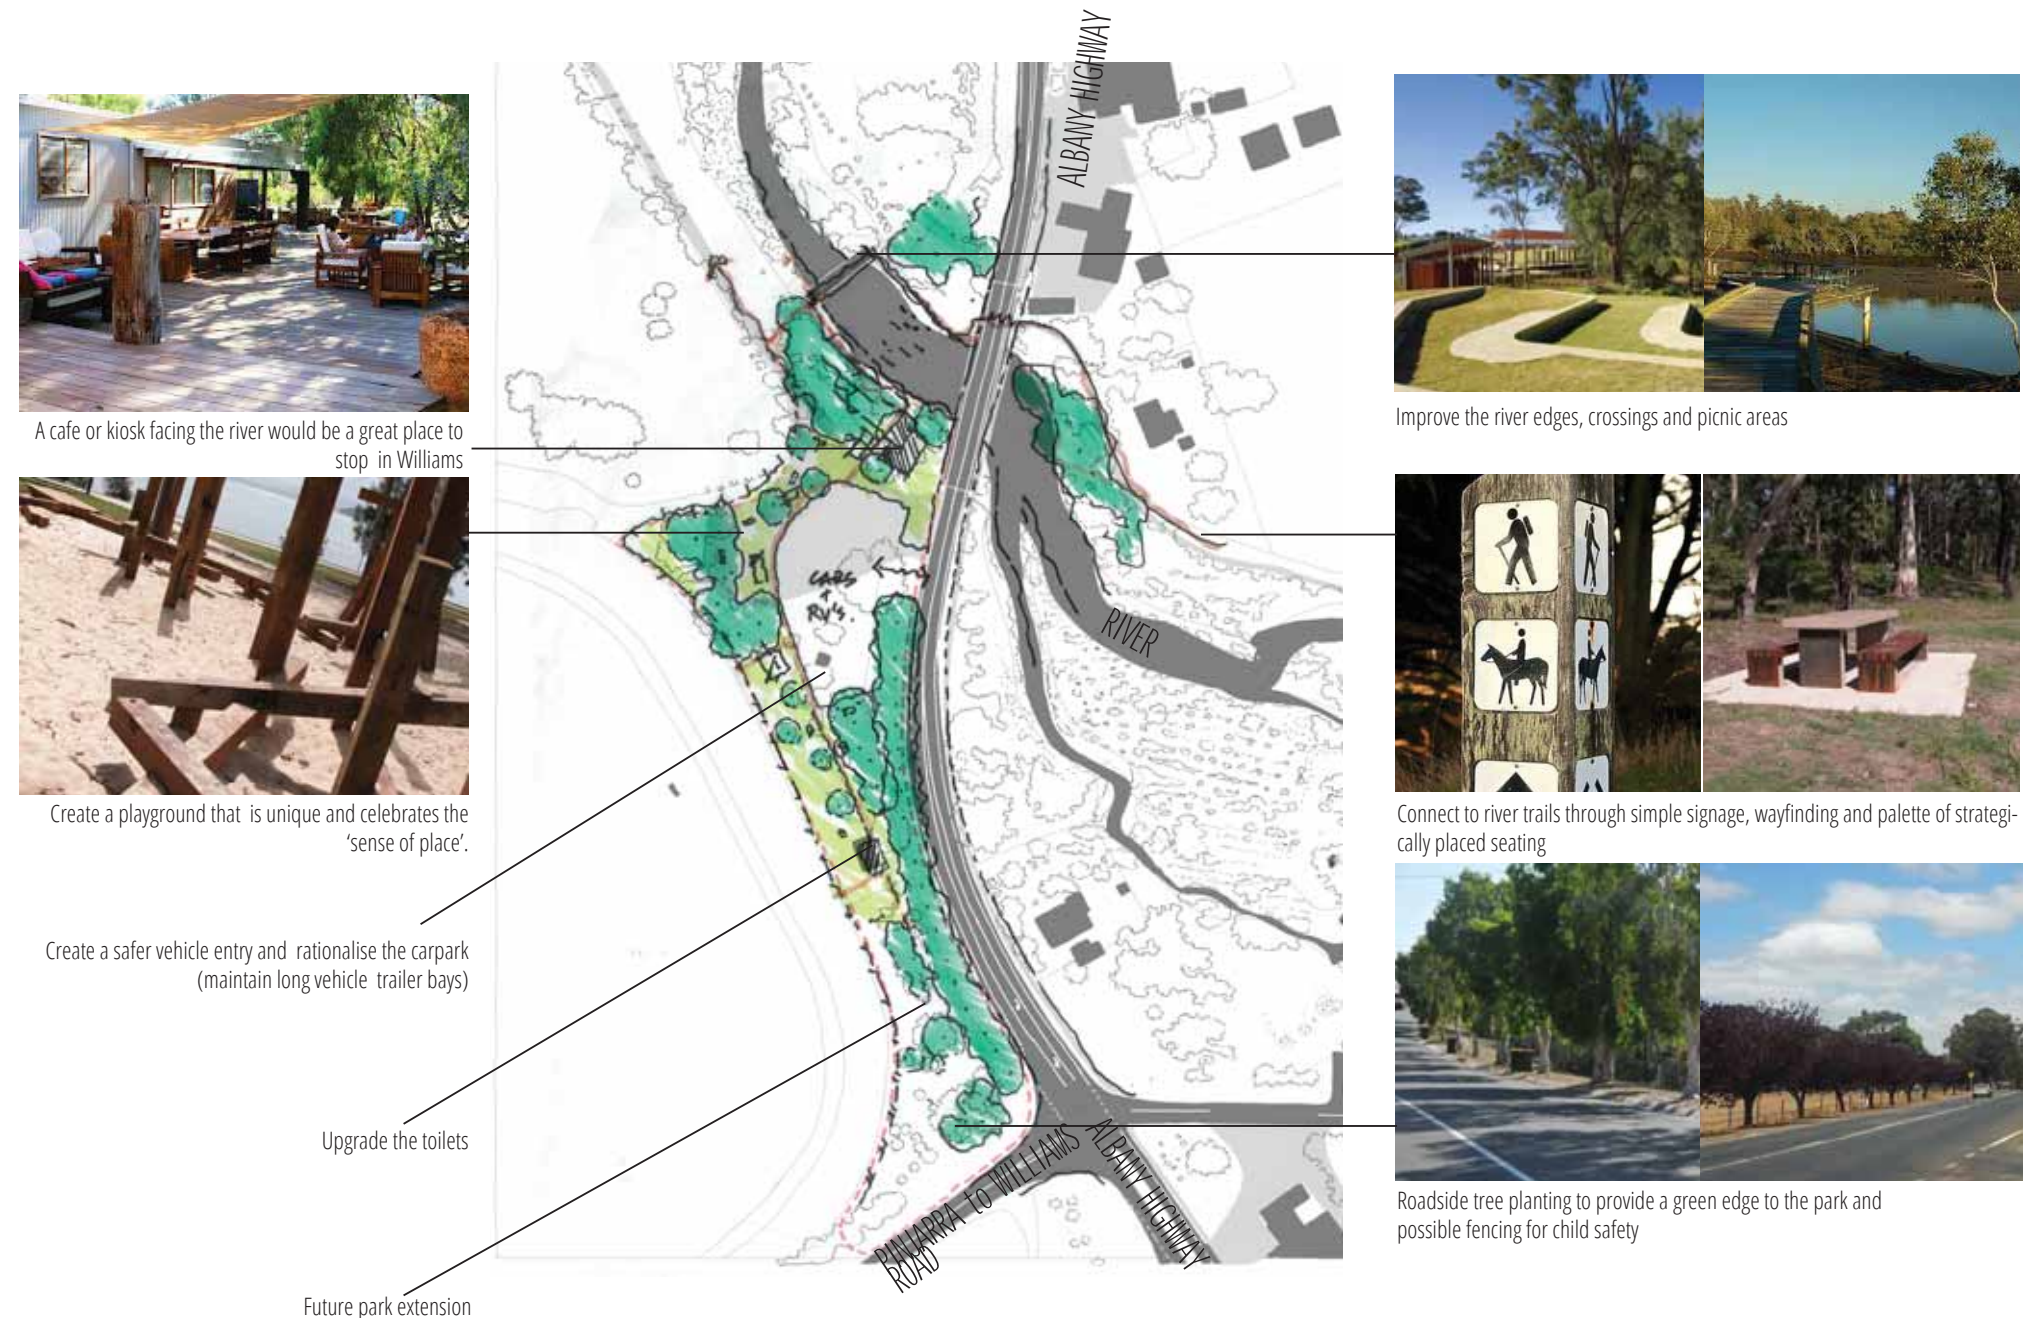 ALBANY HIGHWAY
A cafe or kiosk facing the river would be a great place to
stop in Williams
Create a playground that is unique and celebrates the
‘sense of place’.
Create a safer vehicle entry and rationalise the carpark
(maintain long vehicle trailer bays)
Upgrade the toilets
Future park extension
CARS
+
RV'S.
RIVER
PINJARRA to WILLIAMS
ROAD
ALBANY HIGHWAY
Improve the river edges, crossings and picnic areas
Connect to river trails through simple signage, wayfinding and palette of strategi-
cally placed seating
Roadside tree planting to provide a green edge to the park and
possible fencing for child safety